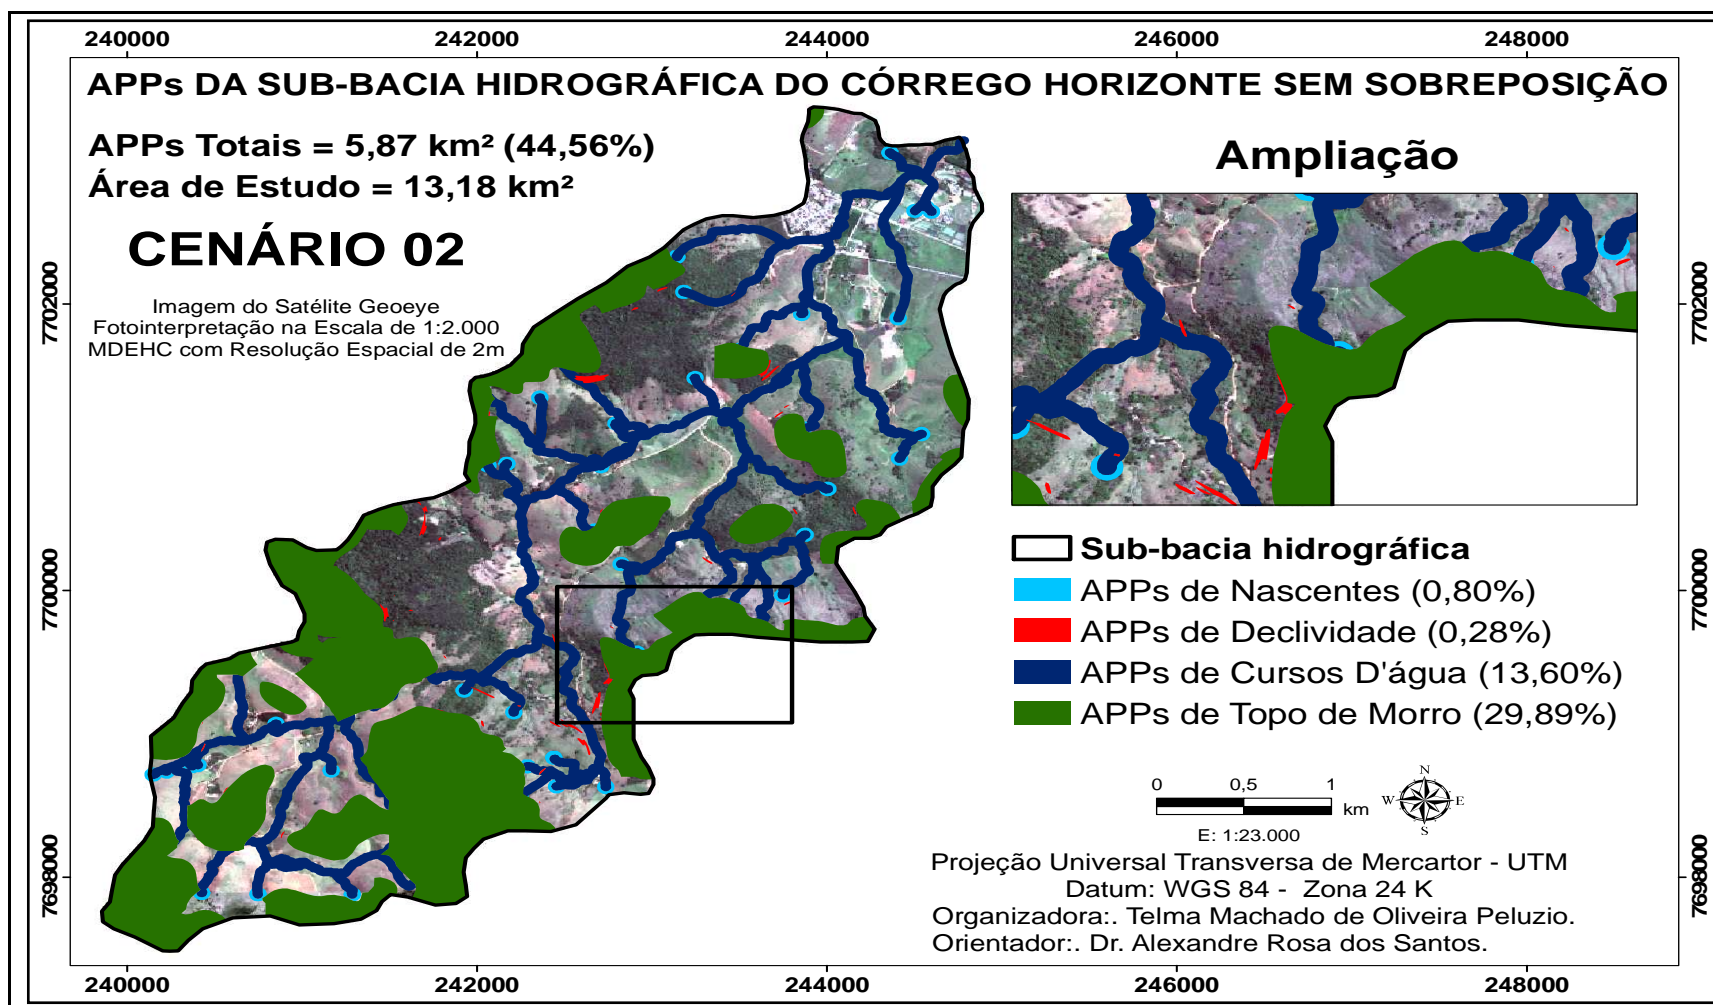 240000 242000 244000 246000 248000
APPs DA SUB-BACIA HIDROGRÁFICA DO CÓRREGO HORIZONTE SEM SOBREPOSIÇÃO
APPs Totais = 5,87 km² (44,56%)
Área de Estudo = 13,18 km²
CENÁRIO 02
Imagem do Satélite Geoeye
Fotointerpretação na Escala de 1:2.000
MDEHC com Resolução Espacial de 2m
Ampliação
7702000
7700000
7698000
7702000
7700000
7698000
Sub-bacia hidrográfica
APPs de Nascentes (0,80%)
APPs de Declividade (0,28%)
APPs de Cursos D'água (13,60%)
APPs de Topo de Morro (29,89%)
0 0,5 1
km
E: 1:23.000
N
W E
S
Projeção Universal Transversa de Mercartor - UTM
Datum: WGS 84 - Zona 24 K
Organizadora:. Telma Machado de Oliveira Peluzio.
Orientador:. Dr. Alexandre Rosa dos Santos.
240000 242000 244000 246000 248000